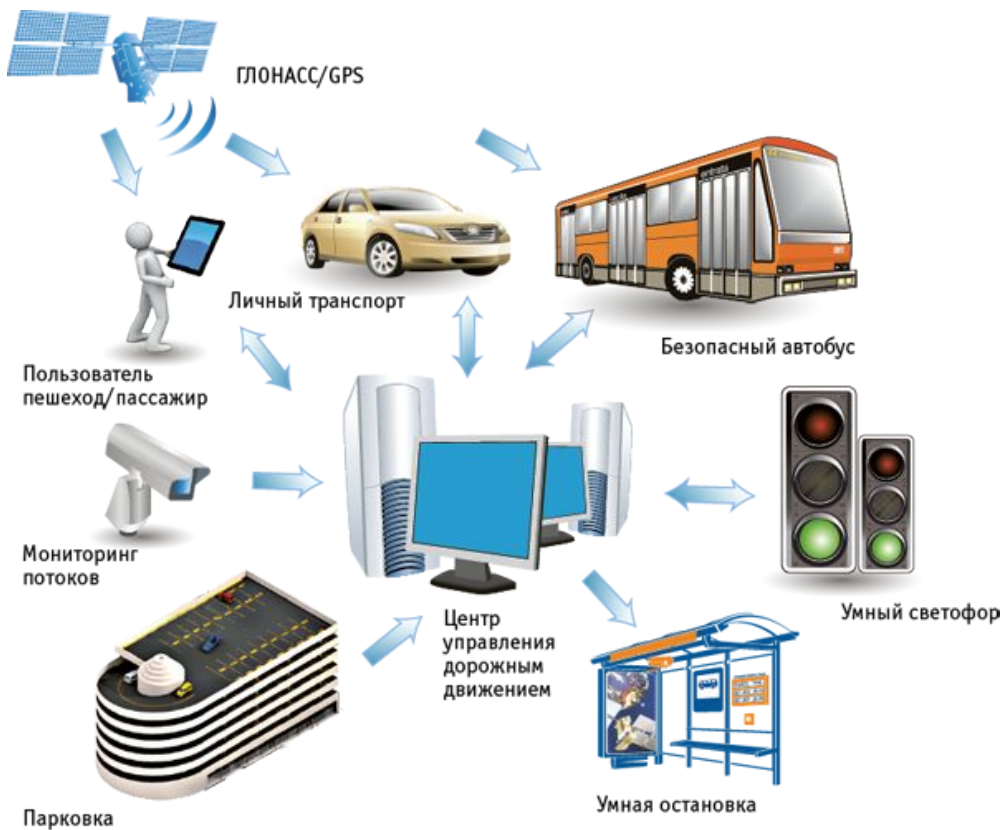 ГЛОНАСС/GPS
Личный транспорт
Безопасный автобус
Пользователь
пешеход/пассажир
Мониторинг
потоков
Центр
управления
дорожным
движением
Умный светофор
Умная остановка
Парковка